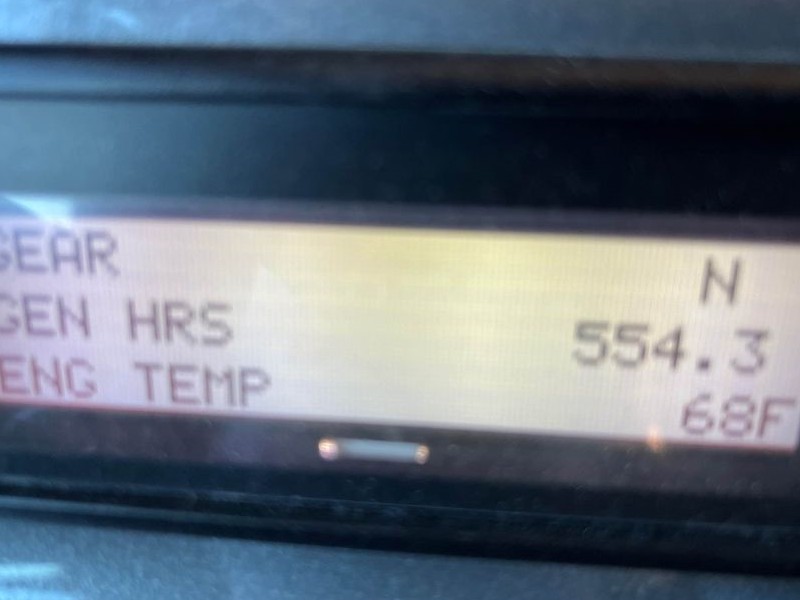 GEAR N
GEN HRS 554.3
ENG TEMP 68F